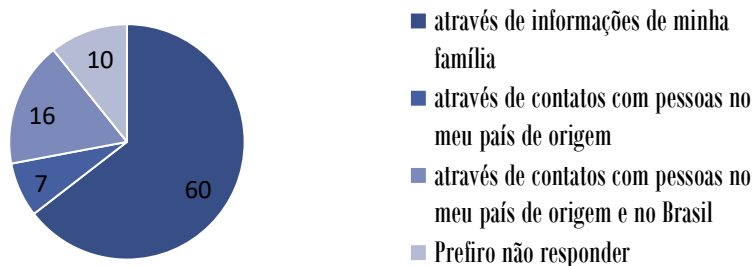 10
16
7
60
através de informações de minha
família
através de contatos com pessoas no
meu país de origem
através de contatos com pessoas no
meu país de origem e no Brasil
Prefiro não responder